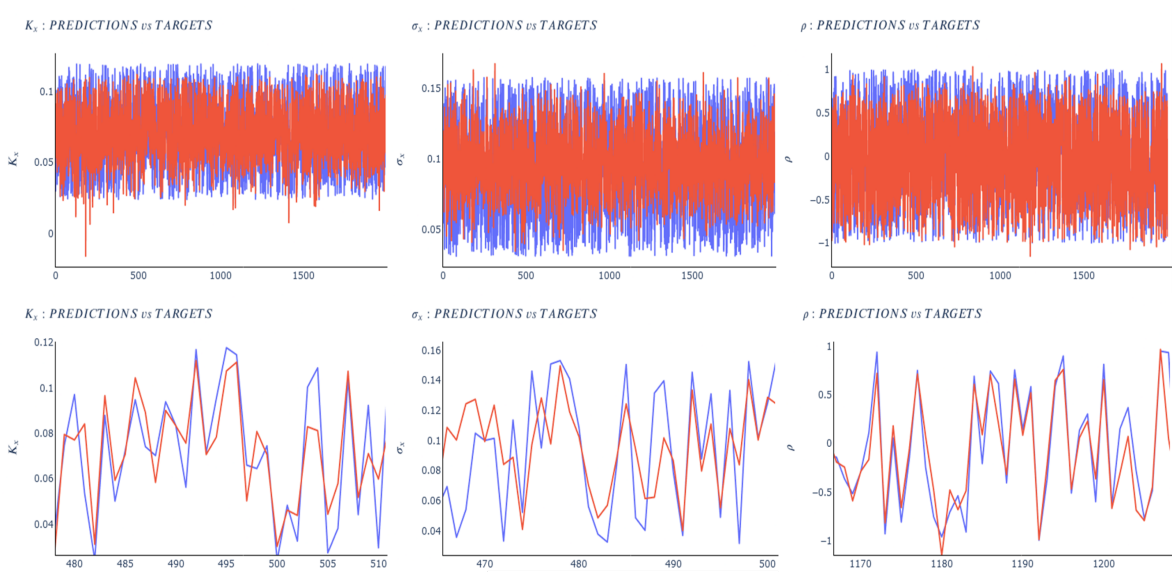 Kₓ : PREDICTIONS vs TARGETS
σₓ : PREDICTIONS vs TARGETS
ρ : PREDICTIONS vs TARGETS
0.1
0.05
0
Kₓ
0 500 1000 1500
0.15
0.1
0.05
σₓ
0 500 1000 1500
1
0.5
0
−0.5
−1
ρ
0 500 1000 1500
Kₓ : PREDICTIONS vs TARGETS
σₓ : PREDICTIONS vs TARGETS
ρ : PREDICTIONS vs TARGETS
0.12
0.1
0.08
0.06
0.04
Kₓ
480 485 490 495 500 505 510
0.16
0.14
0.12
0.1
0.08
0.06
0.04
σₓ
470 480 490 500
1
0.5
0
−0.5
−1
ρ
1170 1180 1190 1200